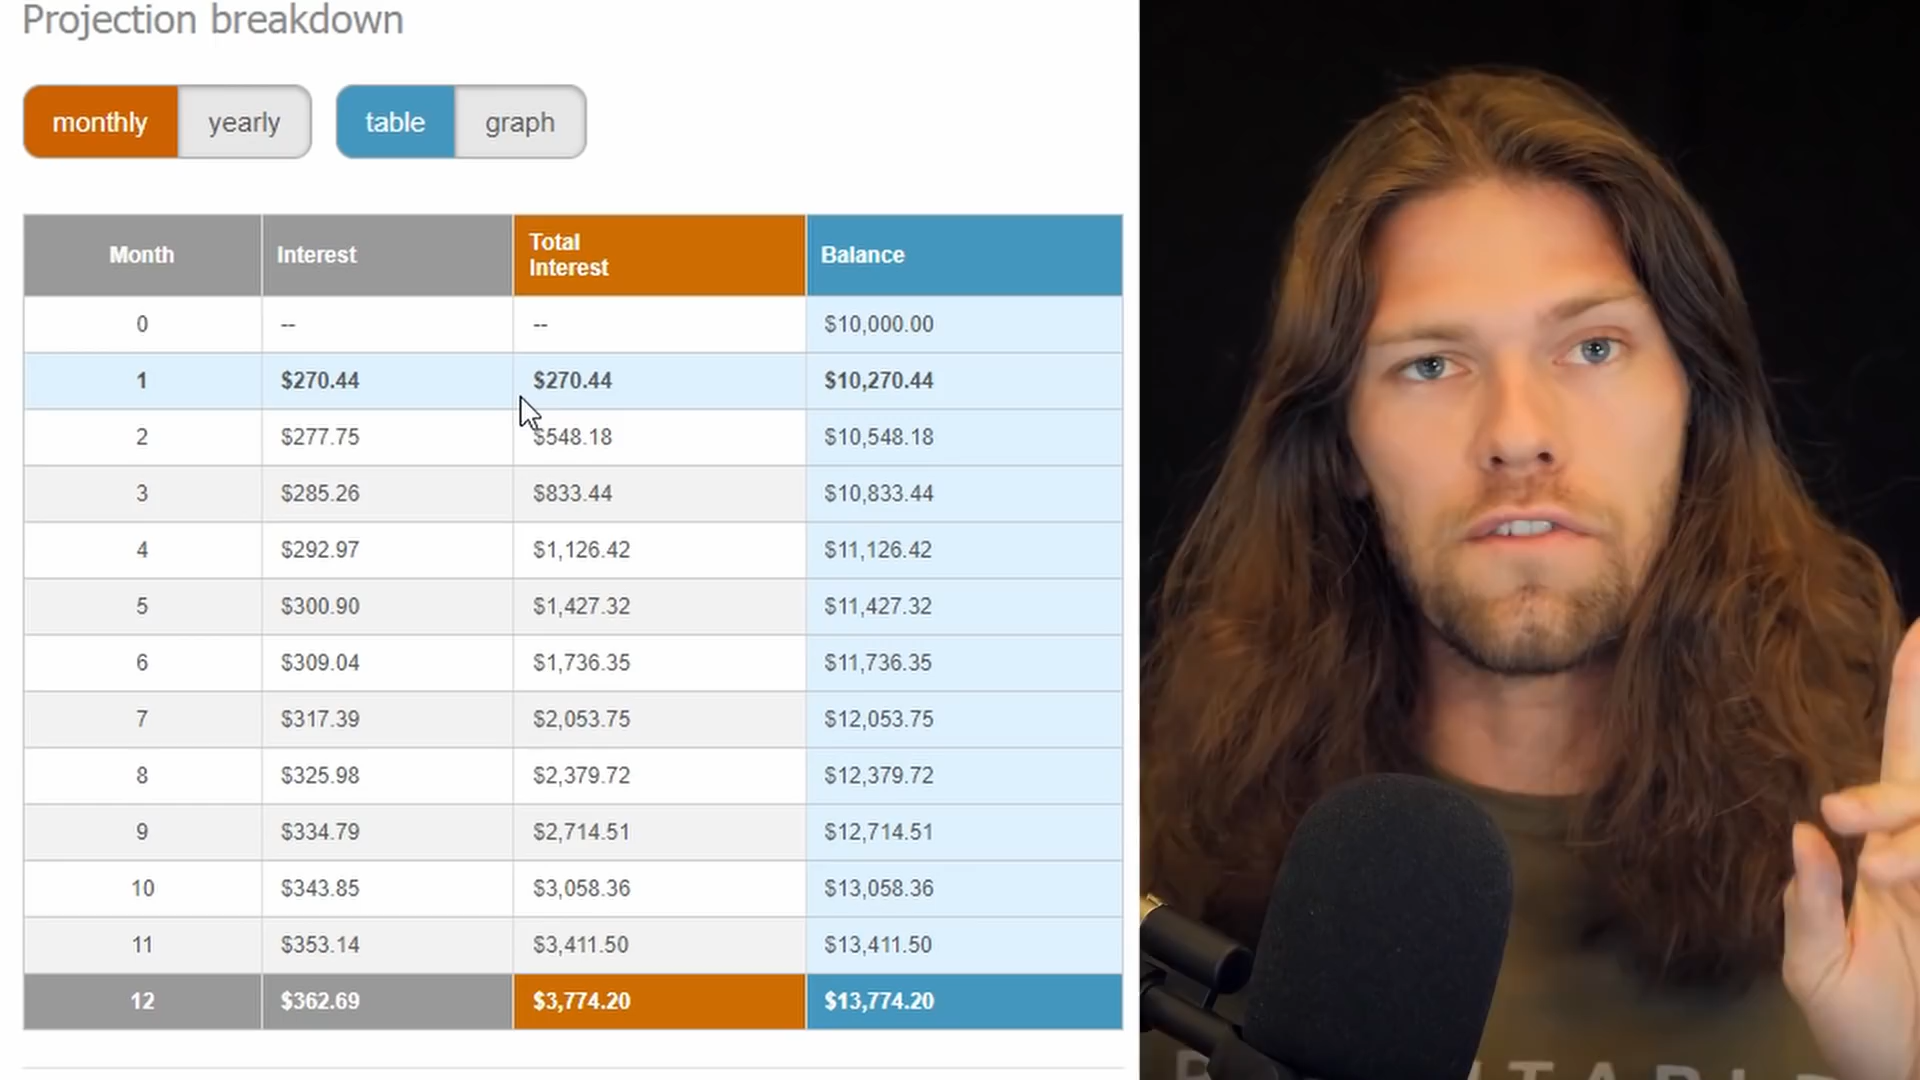 Projection breakdown
monthly yearly table graph
Month Interest Total Interest Balance
0 -- -- $10,000.00
1 $270.44 $270.44 $10,270.44
2 $277.75 $548.18 $10,548.18
3 $285.26 $833.44 $10,833.44
4 $292.97 $1,126.42 $11,126.42
5 $300.90 $1,427.32 $11,427.32
6 $309.04 $1,736.35 $11,736.35
7 $317.39 $2,053.75 $12,053.75
8 $325.98 $2,379.72 $12,379.72
9 $334.79 $2,714.51 $12,714.51
10 $343.85 $3,058.36 $13,058.36
11 $353.14 $3,411.50 $13,411.50
12 $362.69 $3,774.20 $13,774.20